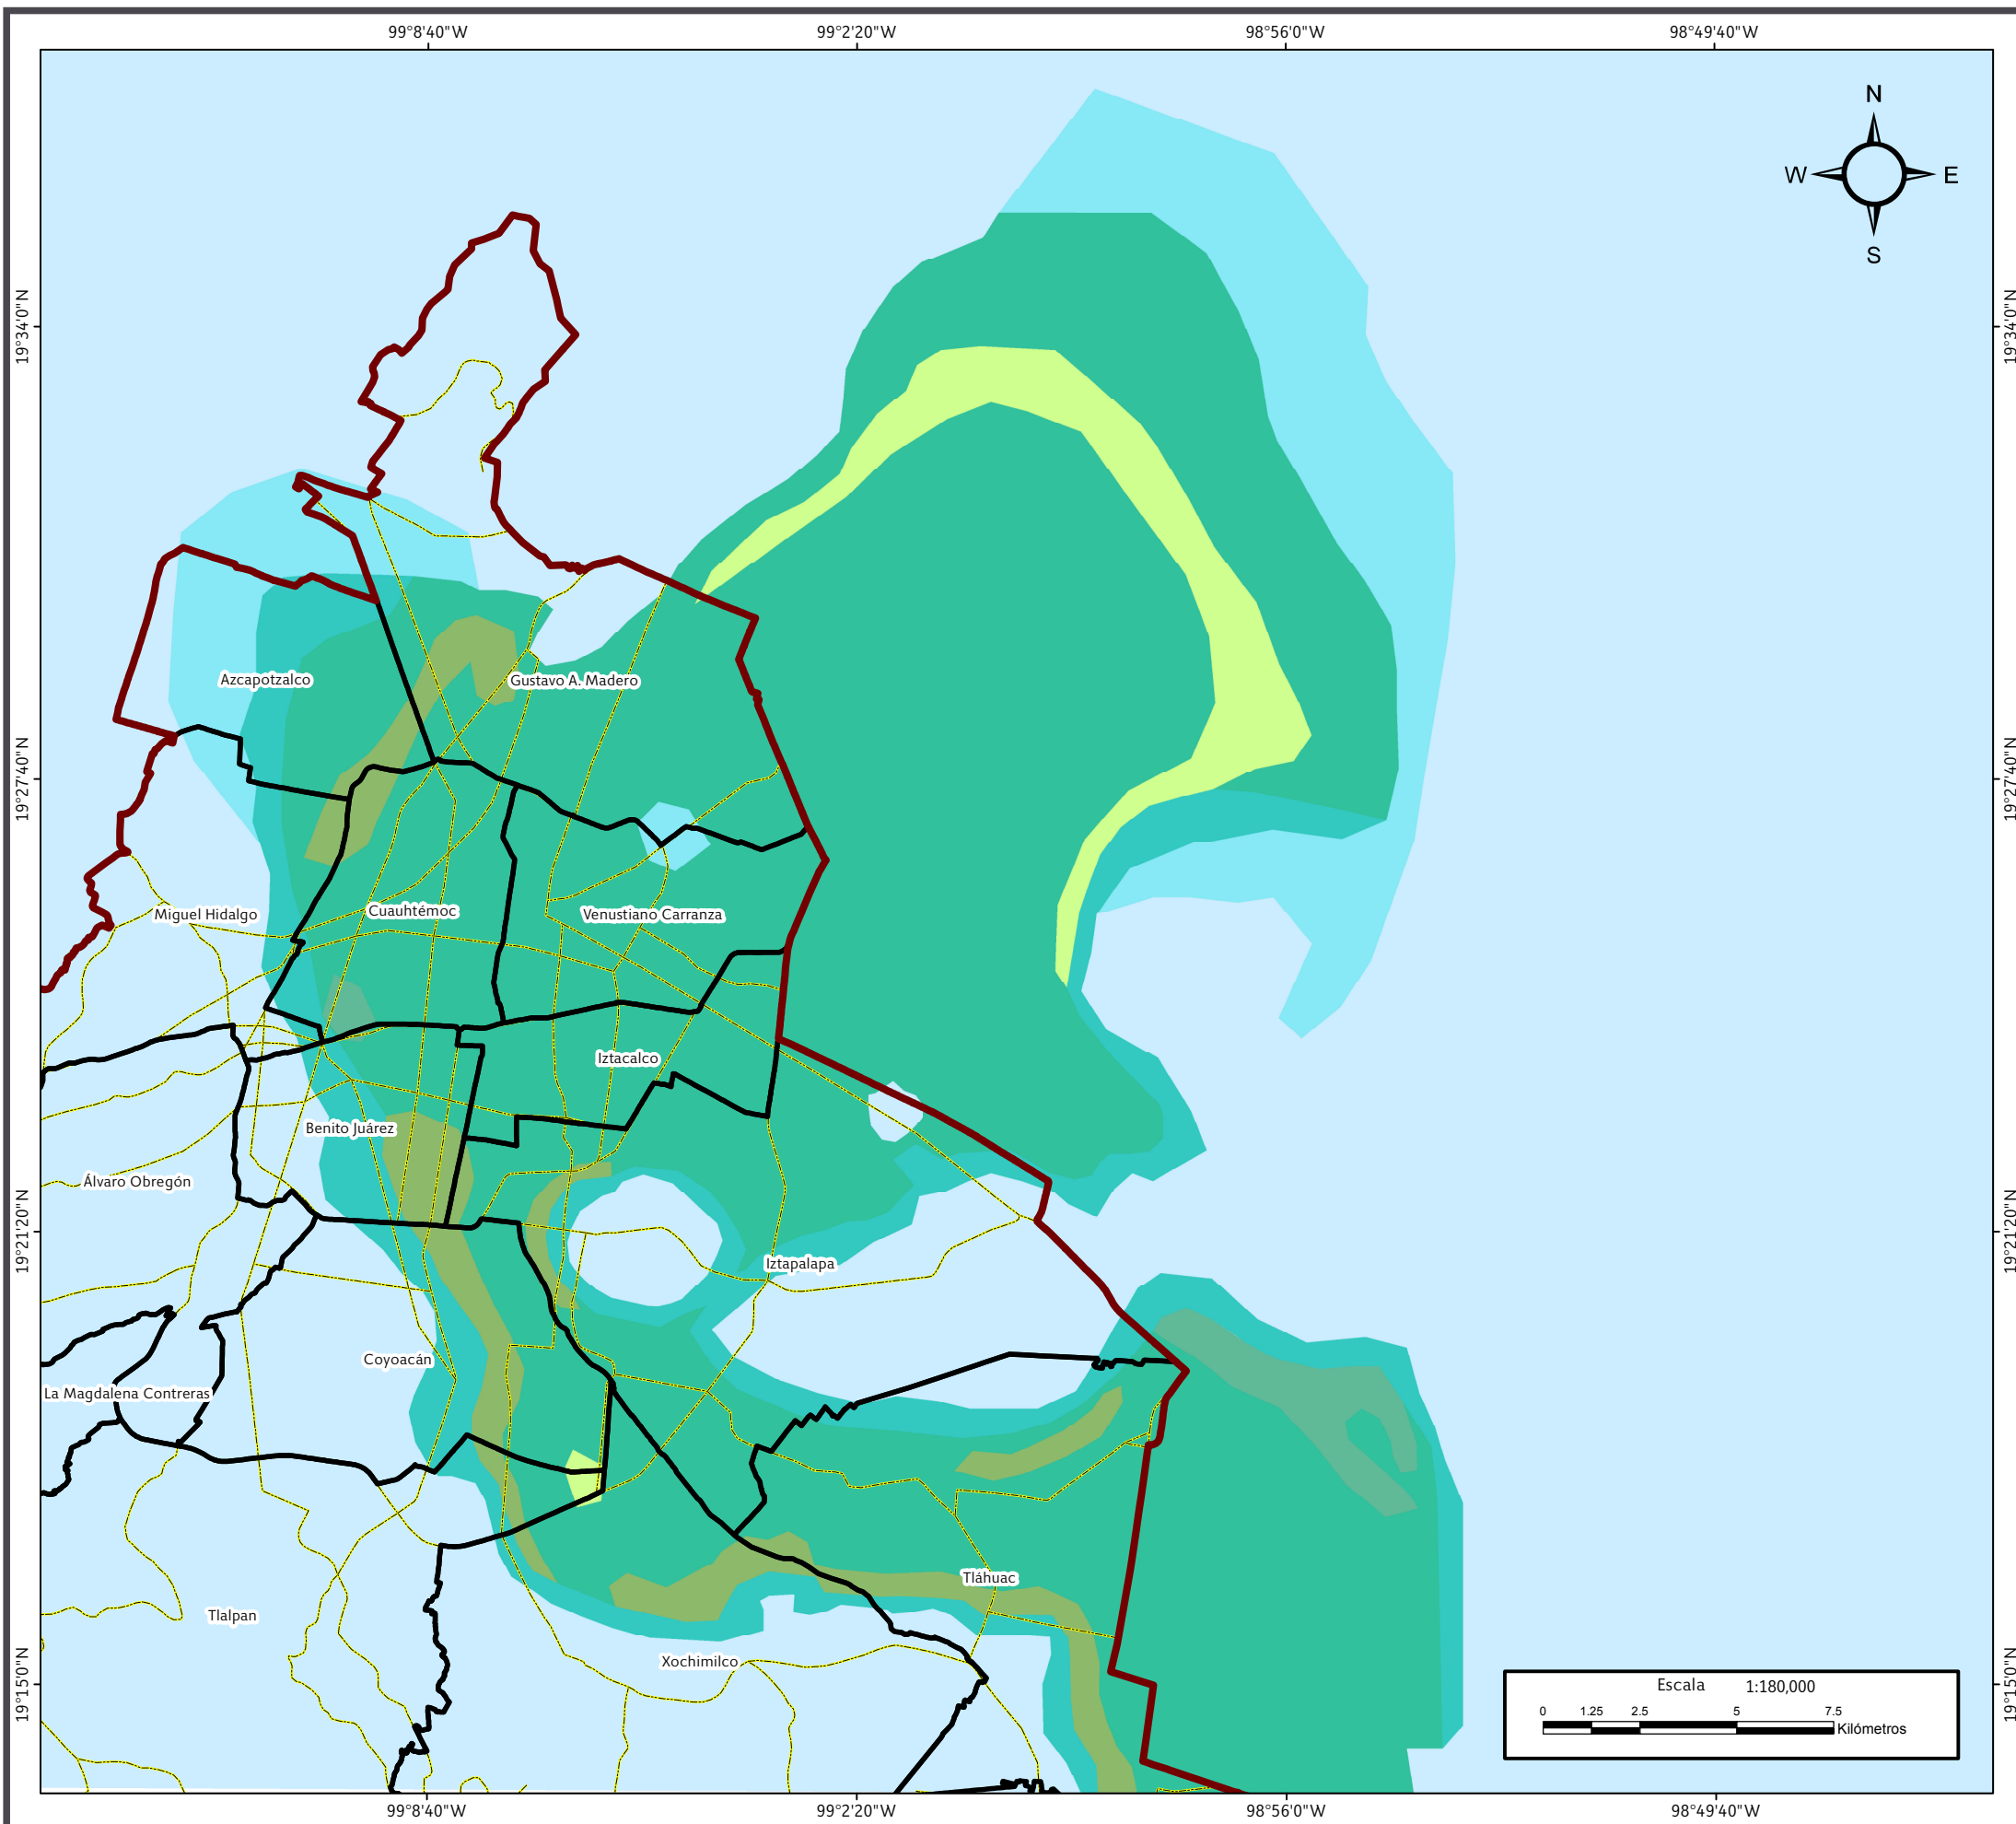 99°8'40"W
99°2'20"W
98°56'0"W
98°49'40"W
N
W
E
S
19°34'0"N
19°34'0"N
Azcapotzalco
Gustavo A. Madero
19°27'40"N
19°27'40"N
Miguel Hidalgo
Cuauhtémoc
Venustiano Carranza
Iztacalco
Benito Juárez
Álvaro Obregón
19°21'20"N
19°21'20"N
Iztapalapa
Coyoacán
La Magdalena Contreras
Tláhuac
Tlalpan
Xochimilco
19°15'0"N
19°15'0"N
Escala 1:180,000
0 1.25 2.5 5 7.5
Kilómetros
99°8'40"W
99°2'20"W
98°56'0"W
98°49'40"W